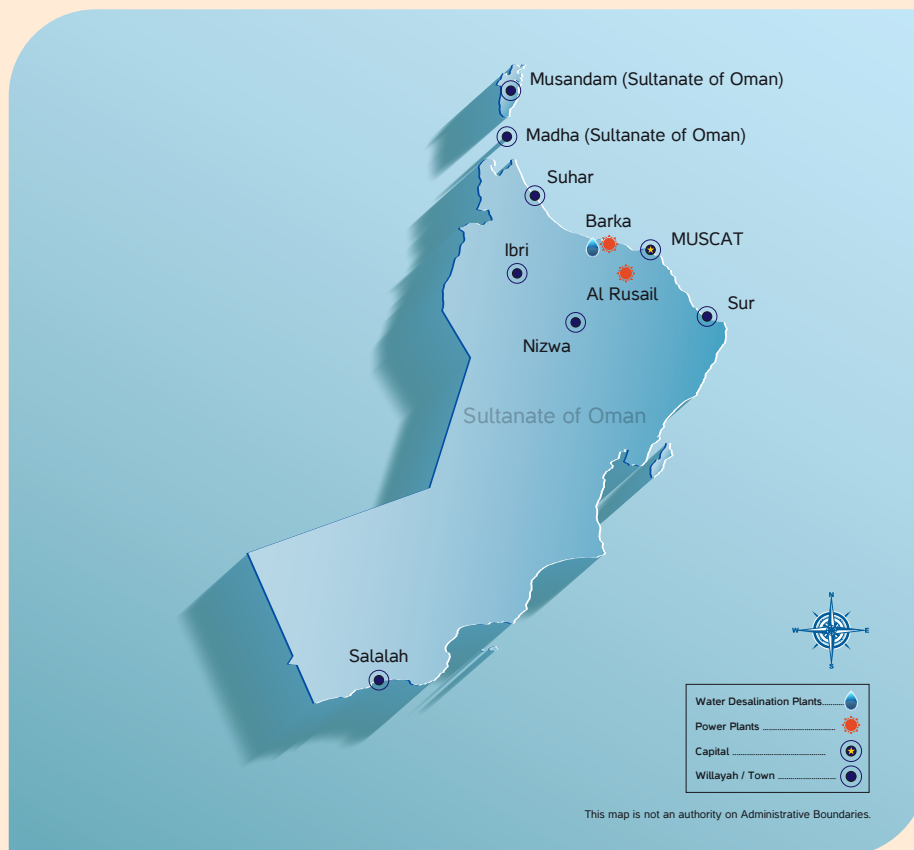 Musandam (Sultanate of Oman)
Madha (Sultanate of Oman)
Suhar
Barka
MUSCAT
Ibri
Al Rusail
Sur
Nizwa
Sultanate of Oman
Salalah
N
W E
S
Water Desalination Plants........
Power Plants ..............................
Capital .......................................
Willayah / Town ........................
This map is not an authority on Administrative Boundaries.